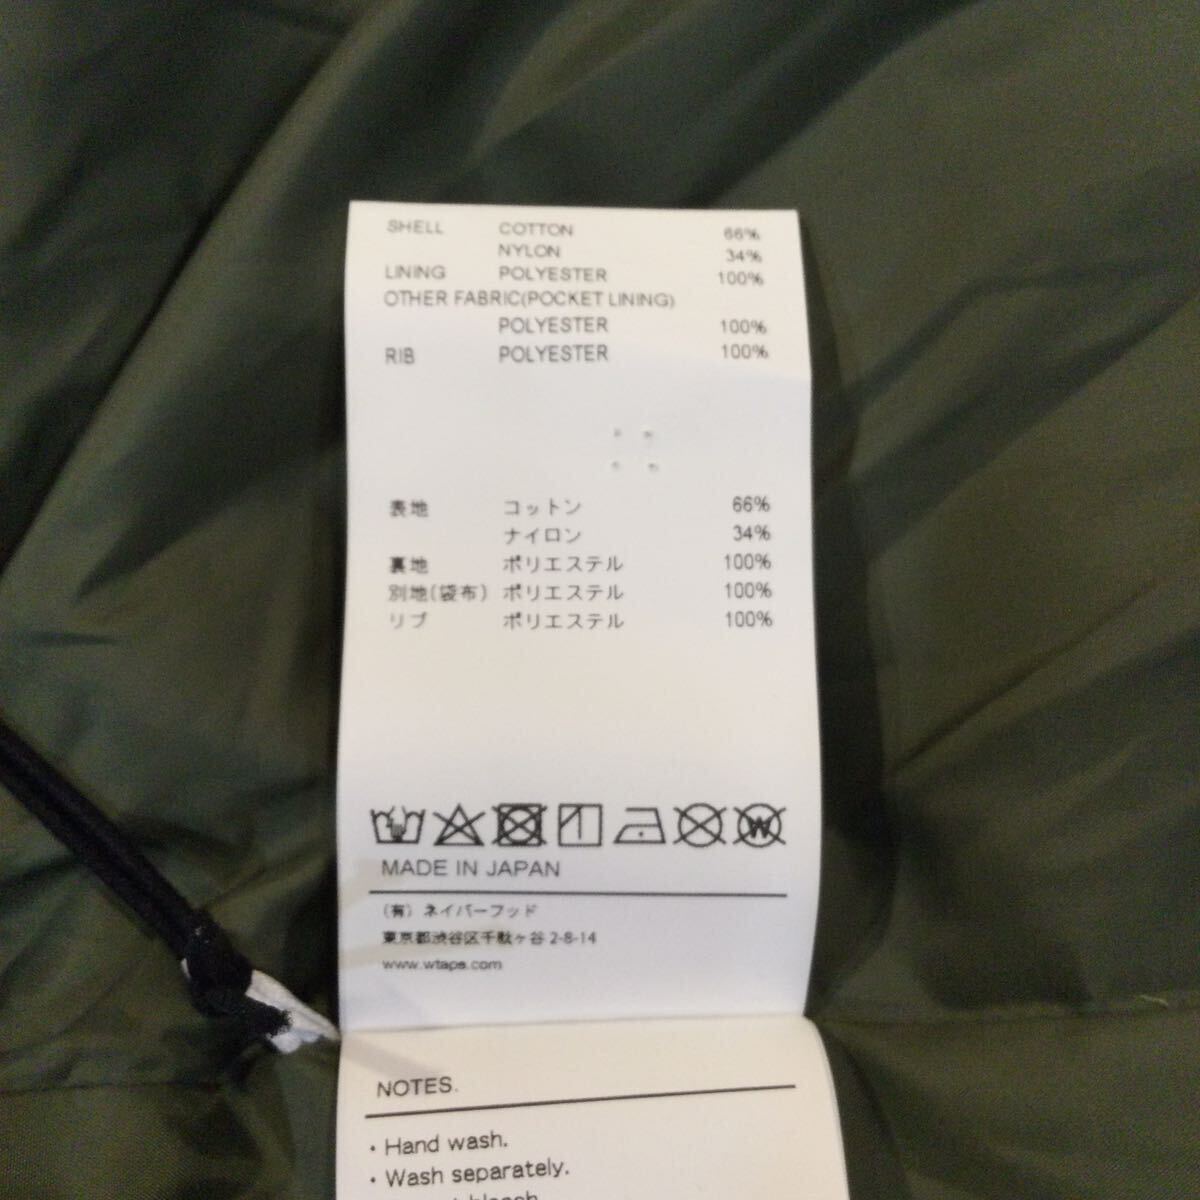 SHELL COTTON 66%
NYLON 34%
LINING POLYESTER 100%
OTHER FABRIC(POCKET LINING)
POLYESTER 100%
RIB POLYESTER 100%
表地 コットン 66%
ナイロン 34%
裏地 ポリエステル 100%
別地(袋布) ポリエステル 100%
リブ ポリエステル 100%
W
MADE IN JAPAN
(有) ネイバーフッド
東京都渋谷区千駄ヶ谷 2-8-14
www.wtaps.com
NOTES.
・Hand wash.
・Wash separately.
bleach